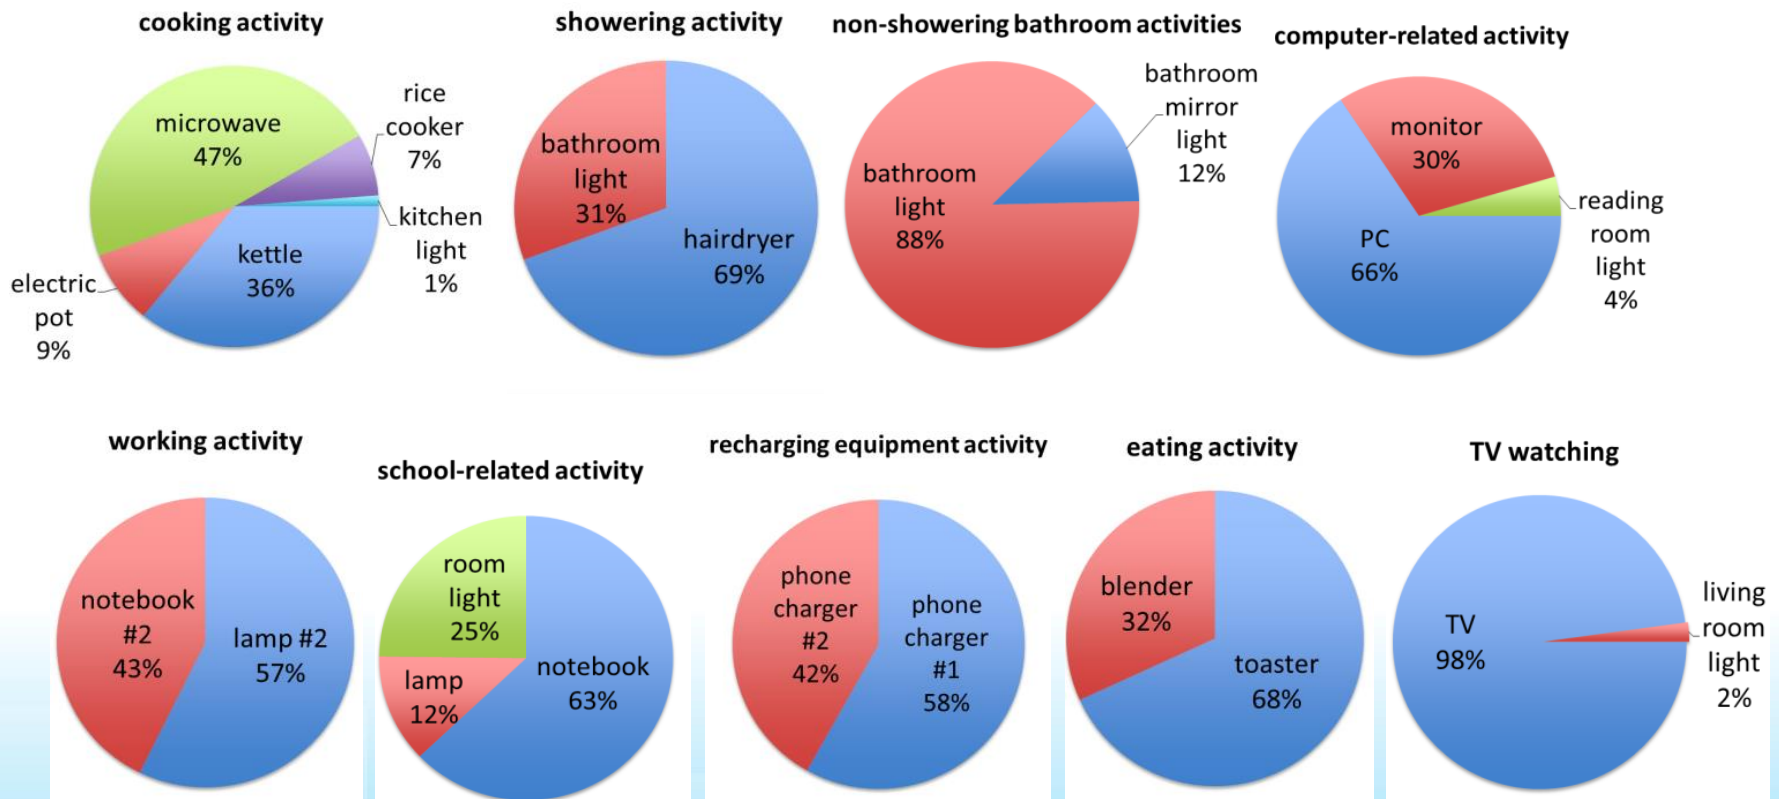 cooking activity
microwave
47%
rice
cooker
7%
kitchen
light
1%
kettle
36%
electric
pot
9%
showering activity
bathroom
light
31%
hairdryer
69%
non-showering bathroom activities
bathroom
mirror
light
12%
bathroom
light
88%
computer-related activity
monitor
30%
reading
room
light
4%
PC
66%
working activity
notebook
#2
43%
lamp #2
57%
school-related activity
room
light
25%
lamp
12%
notebook
63%
recharging equipment activity
phone
charger
#2
42%
phone
charger
#1
58%
eating activity
blender
32%
toaster
68%
TV watching
TV
98%
living
room
light
2%